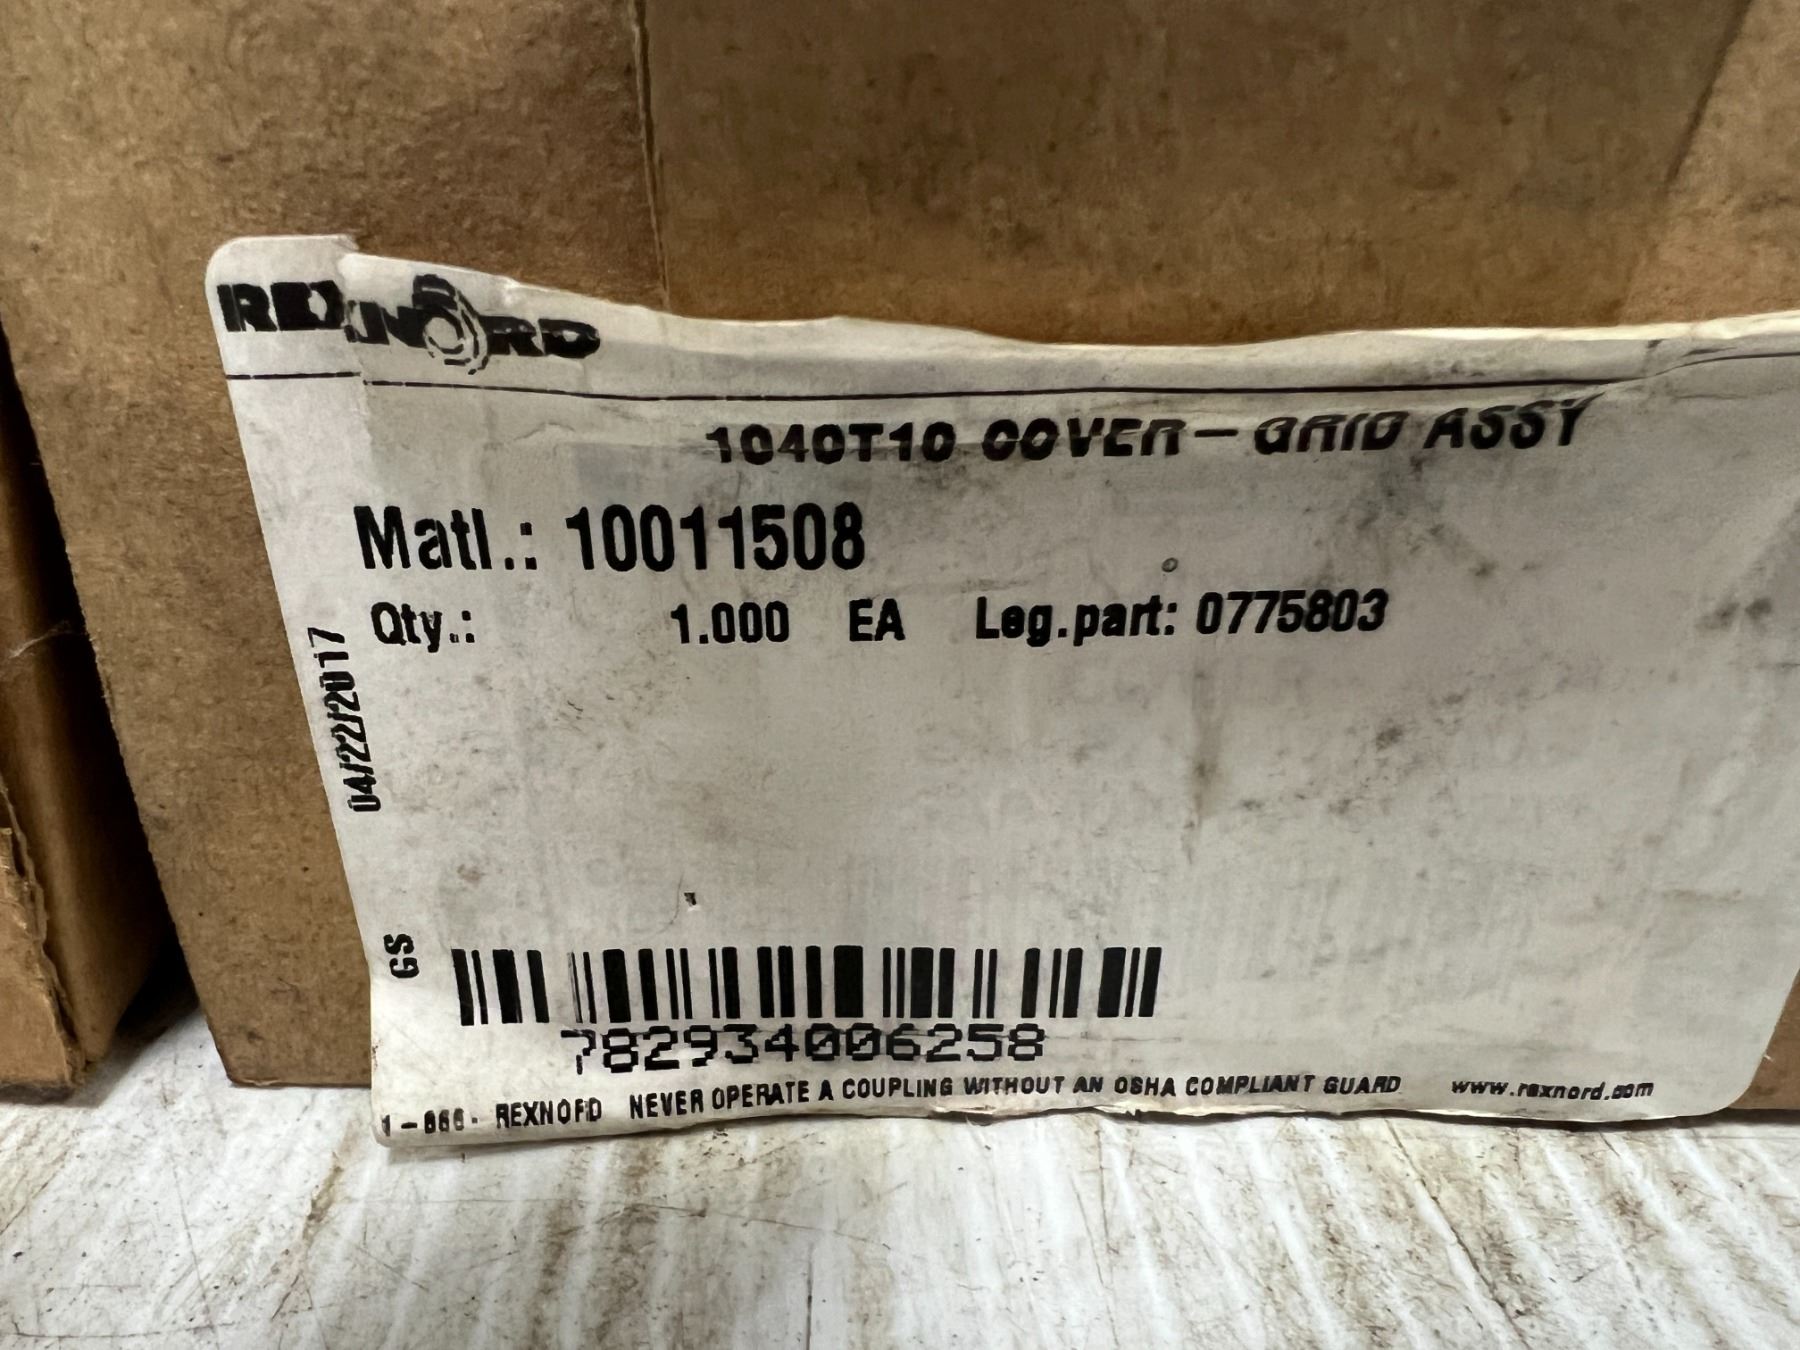 REXNORD
1040T10 COVER-GRID ASSY
Matl.: 10011508
Qty.: 1.000 EA Leg.part: 0775803
04/22/2017
GS
782934006258
1-866- REXNORD NEVER OPERATE A COUPLING WITHOUT AN OSHA COMPLIANT GUARD www.rexnord.com